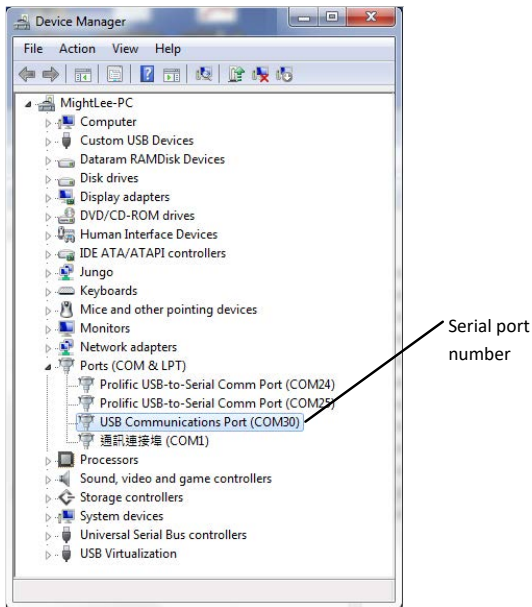 Device Manager
File Action View Help
MightLee-PC
Computer
Custom USB Devices
Dataram RAMDisk Devices
Disk drives
Display adapters
DVD/CD-ROM drives
Human Interface Devices
IDE ATA/ATAPI controllers
Jungo
Keyboards
Mice and other pointing devices
Monitors
Network adapters
Ports (COM & LPT)
Prolific USB-to-Serial Comm Port (COM24)
Prolific USB-to-Serial Comm Port (COM25)
USB Communications Port (COM30)
通訊連接埠 (COM1)
Processors
Sound, video and game controllers
Storage controllers
System devices
Universal Serial Bus controllers
USB Virtualization
Serial port
number